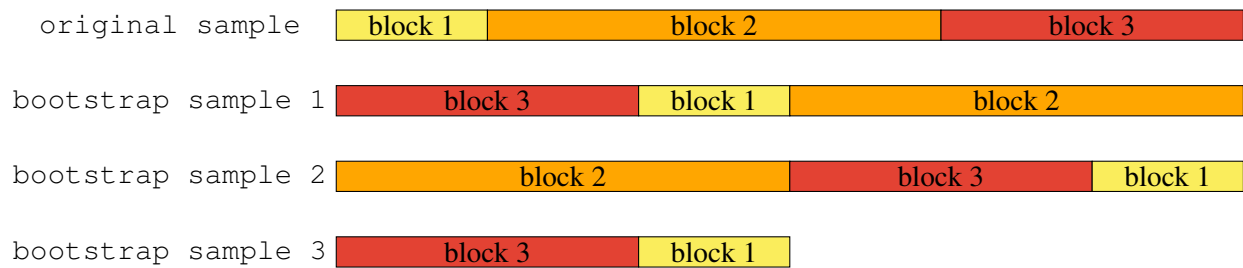 original sample block 1 block 2 block 3
bootstrap sample 1 block 3 block 1 block 2
bootstrap sample 2 block 2 block 3 block 1
bootstrap sample 3 block 3 block 1